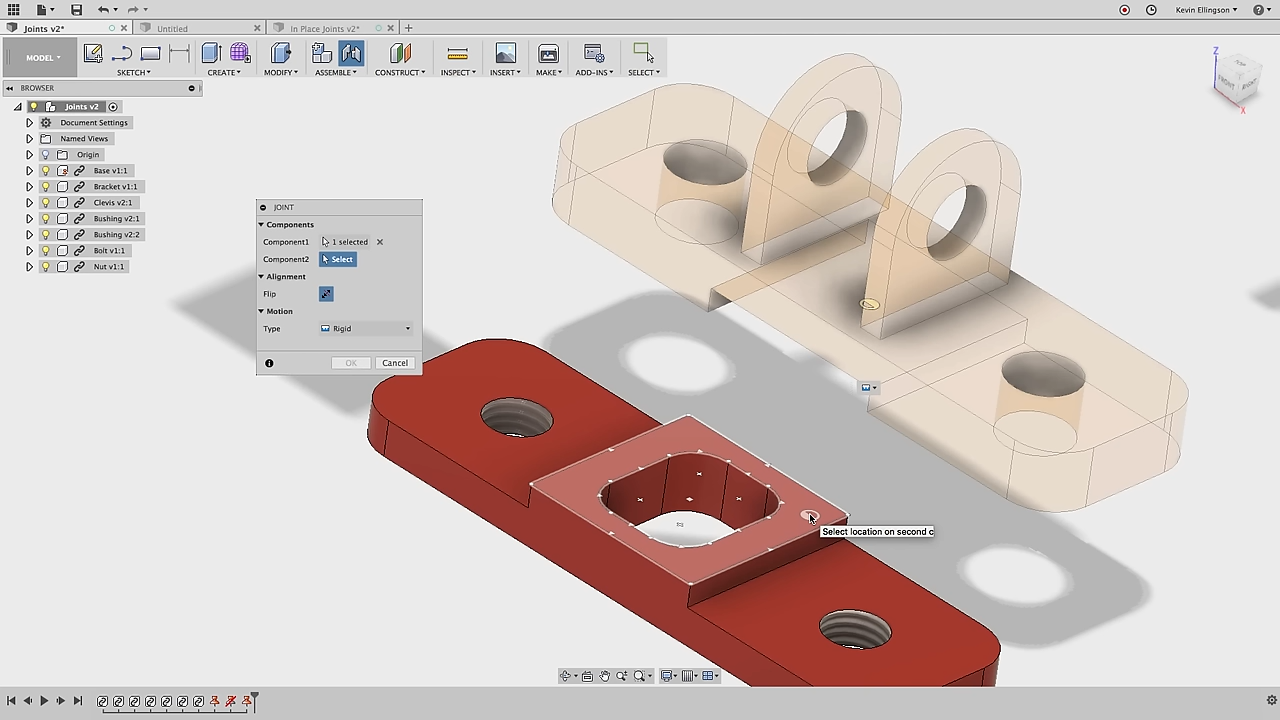 Kevin Ellingson
Joints v2*
Untitled
In Place Joints v2*
MODEL
SKETCH
CREATE
MODIFY
ASSEMBLE
CONSTRUCT
INSPECT
INSERT
MAKE
ADD-INS
SELECT
BROWSER
Joints v2
Document Settings
Named Views
Origin
Base v1:1
Bracket v1:1
Clevis v2:1
Bushing v2:1
Bushing v2:2
Bolt v1:1
Nut v1:1
JOINT
Components
Component1 1 selected
Component2 Select
Alignment
Flip
Motion
Type Rigid
OK Cancel
Select location on second c
Z
TOP
FRONT RIGHT
X